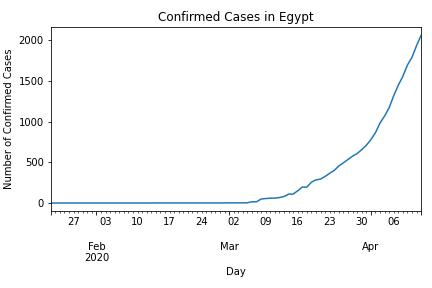 Confirmed Cases in Egypt
Number of Confirmed Cases
2000
1500
1000
500
0
27 03 10 17 24 02 09 16 23 30 06
Feb Mar Apr
2020
Day